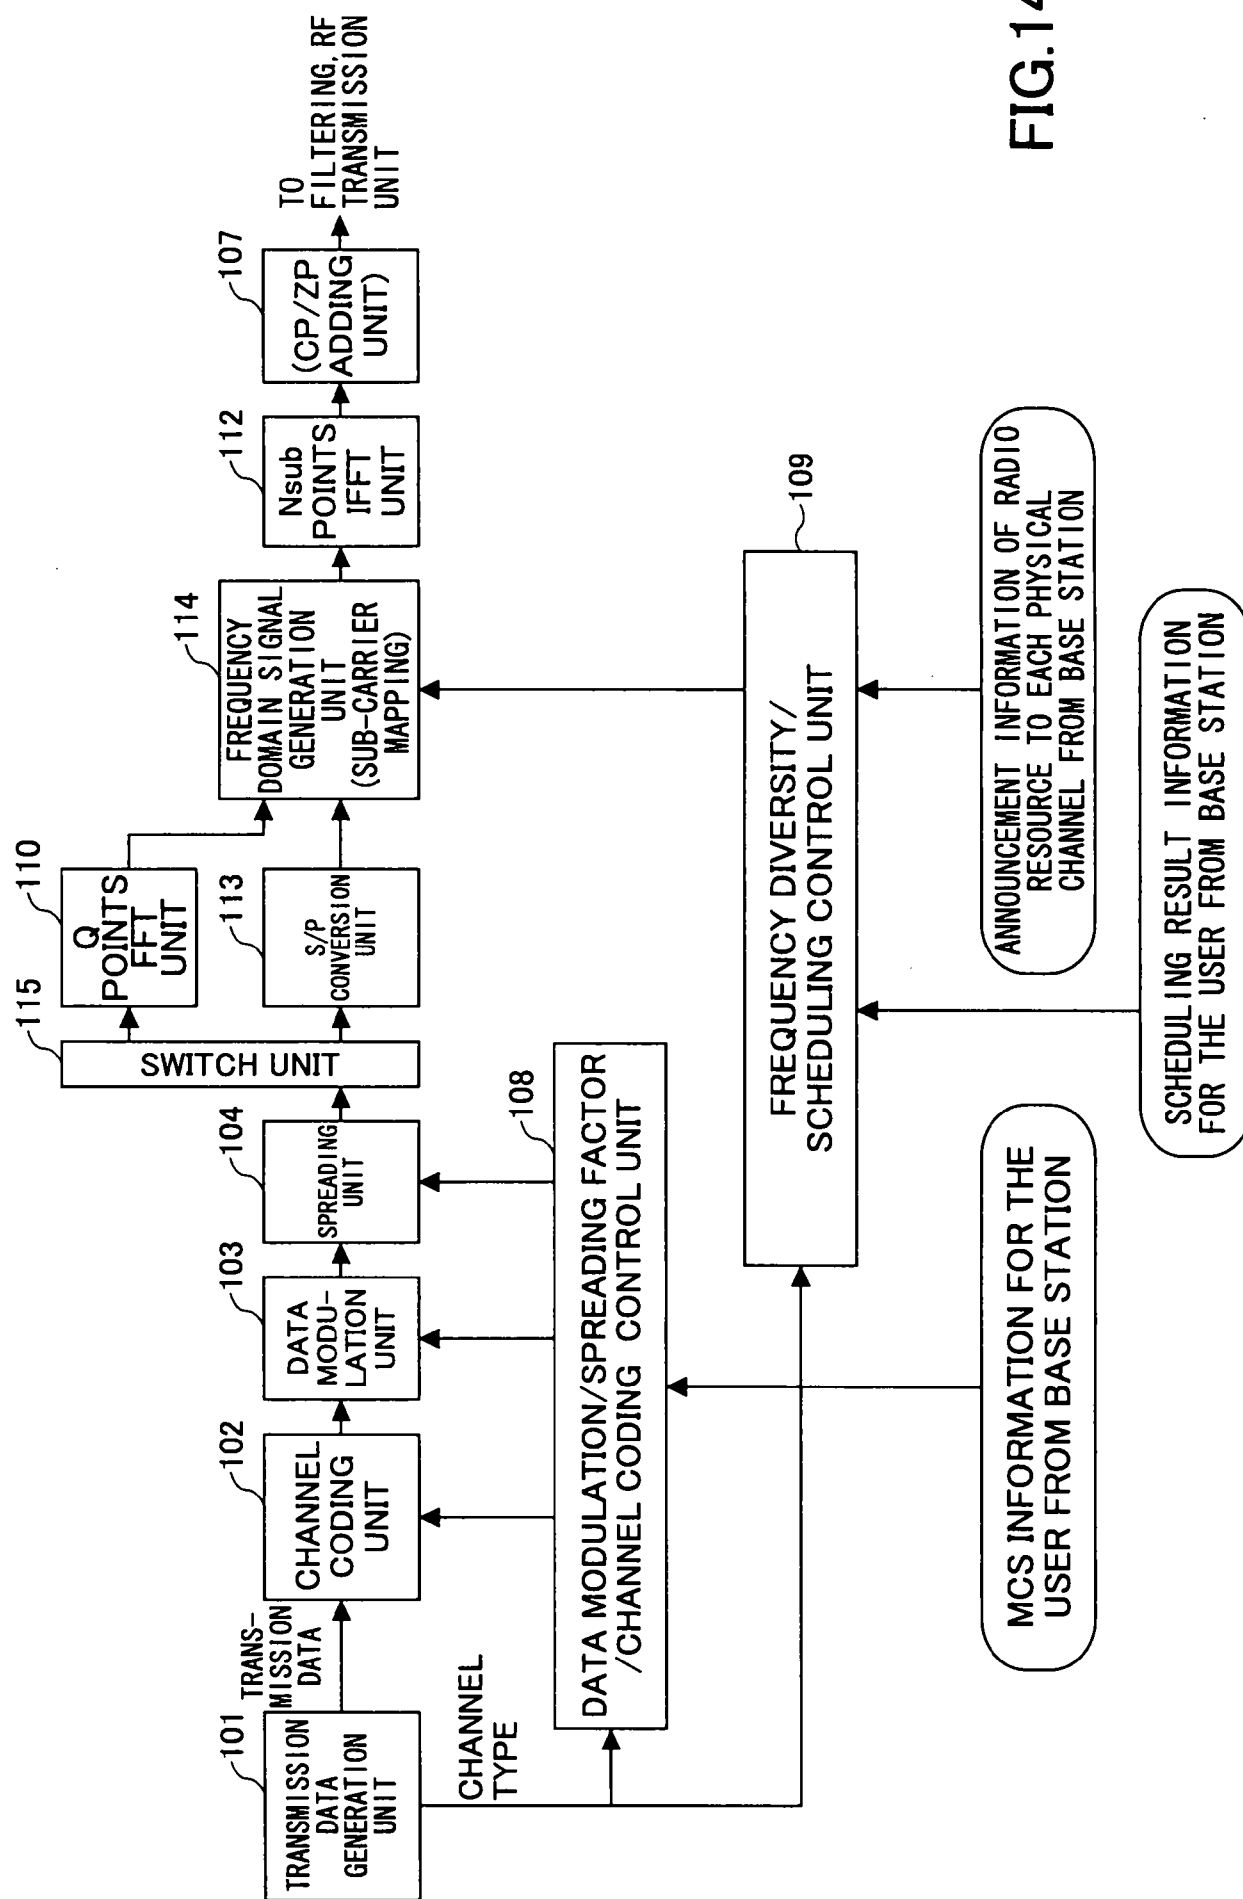 101
TRANSMISSION
DATA
GENERATION
UNIT
TRANS-
MISSION
DATA
CHANNEL
TYPE
102
CHANNEL
CODING
UNIT
103
DATA
MODU-
LATION
UNIT
104
SPREADING
UNIT
115
SWITCH UNIT
110
Q
POINTS
FFT
UNIT
113
S/P
CONVERSION
UNIT
114
FREQUENCY
DOMAIN SIGNAL
GENERATION
UNIT
(SUB-CARRIER
MAPPING)
112
Nsub
POINTS
IFFT
UNIT
107
(CP/ZP
ADDING
UNIT)
TO
FILTERING, RF
TRANSMISSION
UNIT
108
DATA MODULATION/SPREADING FACTOR
/CHANNEL CODING CONTROL UNIT
109
FREQUENCY DIVERSITY/
SCHEDULING CONTROL UNIT
MCS INFORMATION FOR THE
USER FROM BASE STATION
ANNOUNCEMENT INFORMATION OF RADIO
RESOURCE TO EACH PHYSICAL
CHANNEL FROM BASE STATION
SCHEDULING RESULT INFORMATION
FOR THE USER FROM BASE STATION
FIG.14